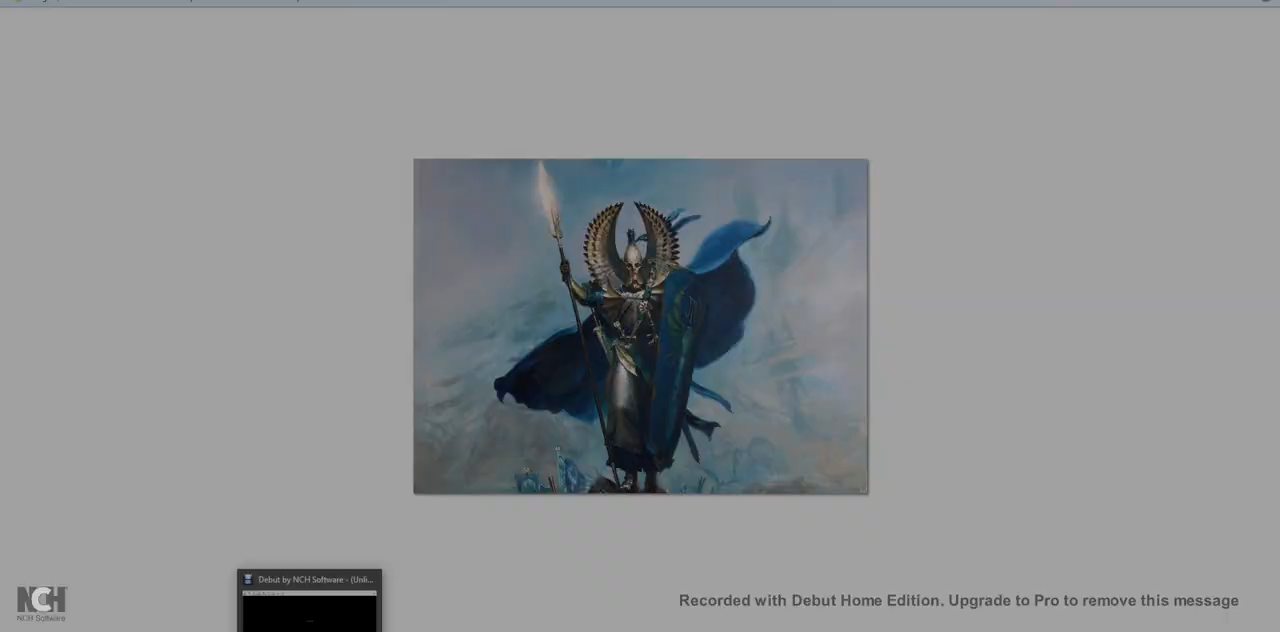 Debut by NCH Software - (Unli...
NCH
NCH Software
Recorded with Debut Home Edition. Upgrade to Pro to remove this message